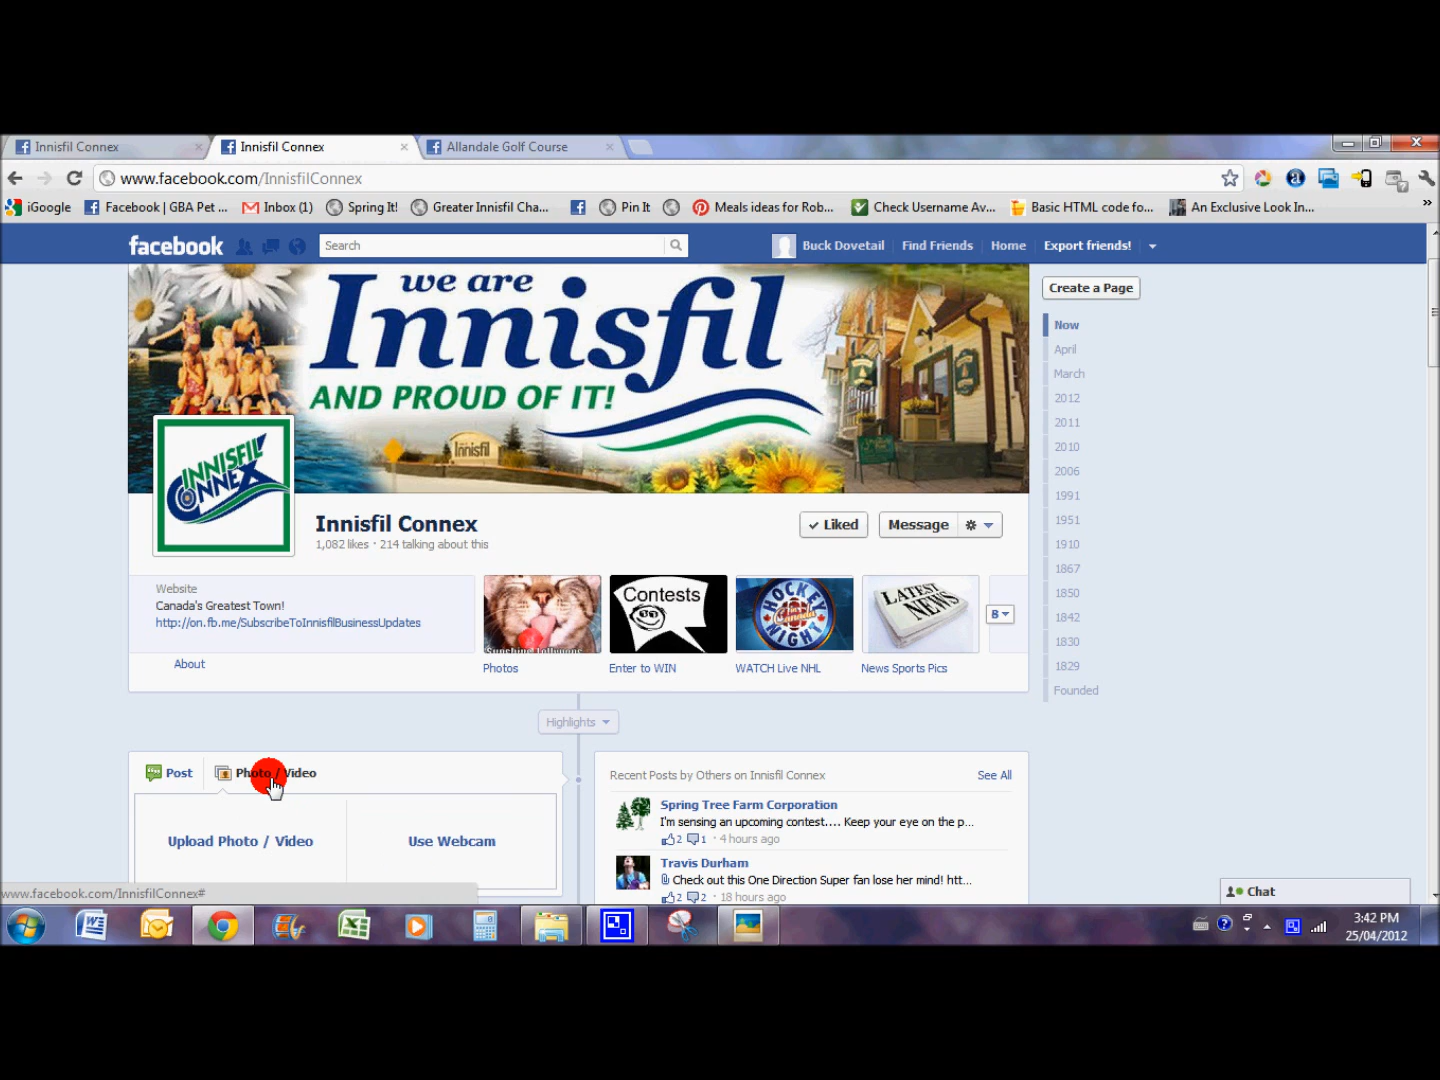 Innisfil Connex
Innisfil Connex
Allandale Golf Course
www.facebook.com/InnisfilConnex
iGoogle
Facebook | GBA Pet ...
Inbox (1)
Spring It!
Greater Innisfil Cha...
Pin It
Meals ideas for Rob...
Check Username Av...
Basic HTML code fo...
An Exclusive Look In...
»
facebook
Search
Buck Dovetail
Find Friends
Home
Export friends!
we are
Innisfil
AND PROUD OF IT!
Innisfil
INNISFIL
CONNEX
Create a Page
Now
April
March
2012
2011
2010
2006
1991
1951
1910
1867
1850
1842
1830
1829
Founded
Innisfil Connex
1,082 likes · 214 talking about this
Liked
Message
Website
Canada's Greatest Town!
http://on.fb.me/SubscribeToInnisfilBusinessUpdates
About
Sunshine Lollypops
Photos
Contests
Enter to WIN
HOCKEY
NIGHT
WATCH Live NHL
LATEST
NEWS
News Sports Pics
8
Highlights
Post
Photo / Video
Upload Photo / Video
Use Webcam
Recent Posts by Others on Innisfil Connex
See All
Spring Tree Farm Corporation
I'm sensing an upcoming contest.... Keep your eye on the p...
2 1 · 4 hours ago
Travis Durham
Check out this One Direction Super fan lose her mind! htt...
2 2 · 18 hours ago
www.facebook.com/InnisfilConnex#
Chat
3:42 PM
25/04/2012